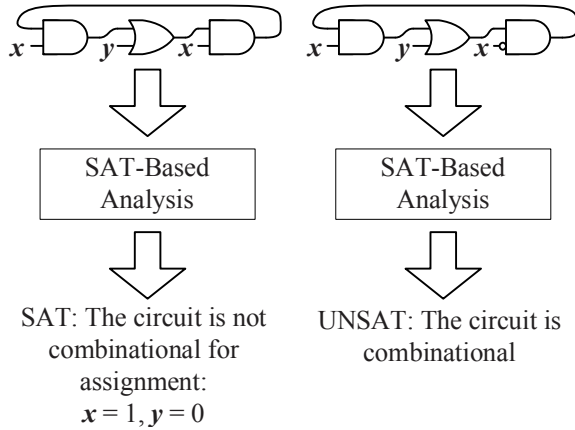 x y x
x y x
SAT-Based
Analysis
SAT-Based
Analysis
SAT: The circuit is not
combinational for
assignment:
x = 1, y = 0
UNSAT: The circuit is
combinational